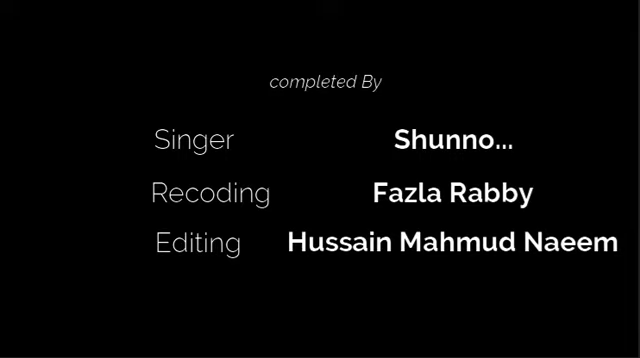 completed By
Singer Shunno...
Recoding Fazla Rabby
Editing Hussain Mahmud Naeem